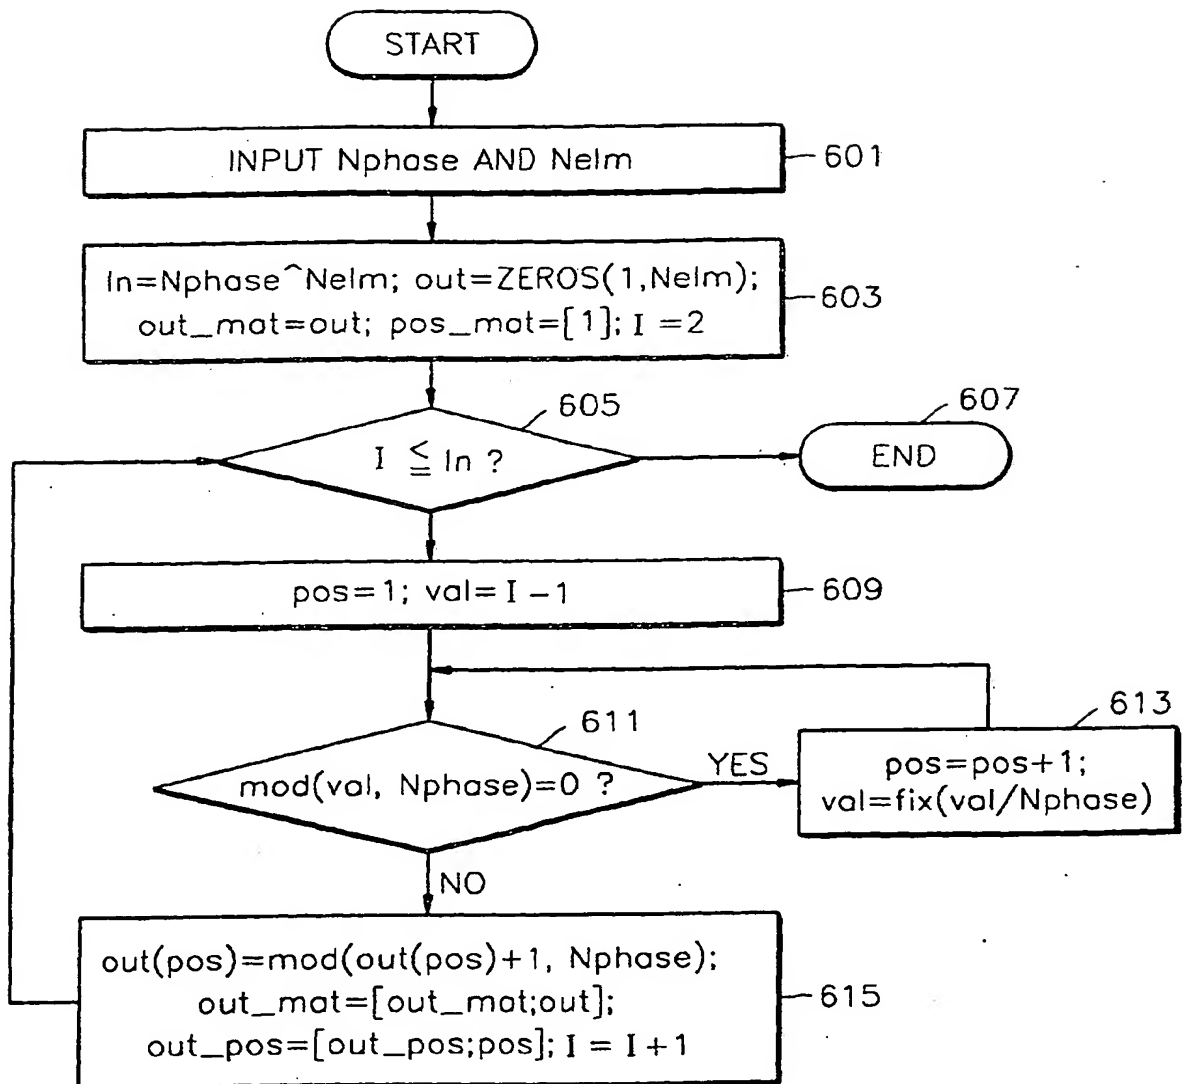 START
INPUT Nphase AND Nelm
601
ln=Nphase^Nelm; out=ZEROS(1,Nelm);
out_mat=out; pos_mat=[1]; I =2
603
605
I ≦ ln ?
607
END
pos=1; val= I -1
609
611
mod(val, Nphase)=0 ?
YES
613
pos=pos+1;
val=fix(val/Nphase)
NO
out(pos)=mod(out(pos)+1, Nphase);
out_mat=[out_mat;out];
out_pos=[out_pos;pos]; I = I +1
615